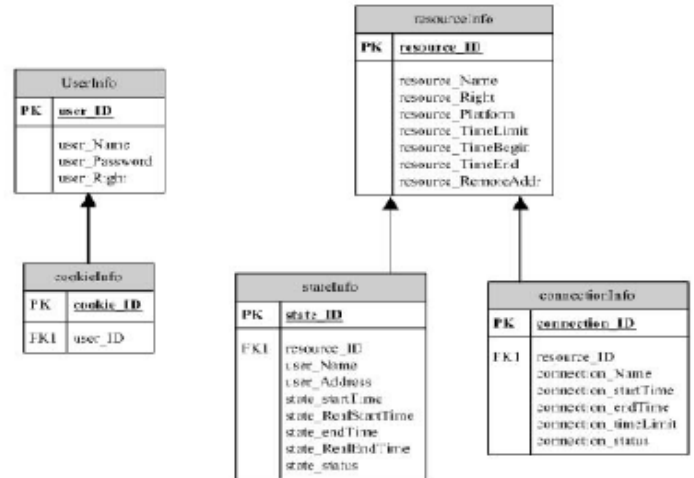 resourceInfo
PK resource_ID
resource_Name
resource_Right
resource_Platform
resource_TimeLimit
resource_TimeBegin
resource_TimeEnd
resource_RemoteAddr
UserInfo
PK user_ID
user_Name
user_Password
user_Right
cookieInfo
PK cookie_ID
FK1 user_ID
stateInfo
PK state_ID
FK1 resource_ID
user_Name
user_Address
state_startTime
state_RealStartTime
state_endTime
state_RealEndTime
state_status
connectionInfo
PK connection_ID
FK1 resource_ID
connection_Name
connection_startTime
connection_endTime
connection_timeLimit
connection_status